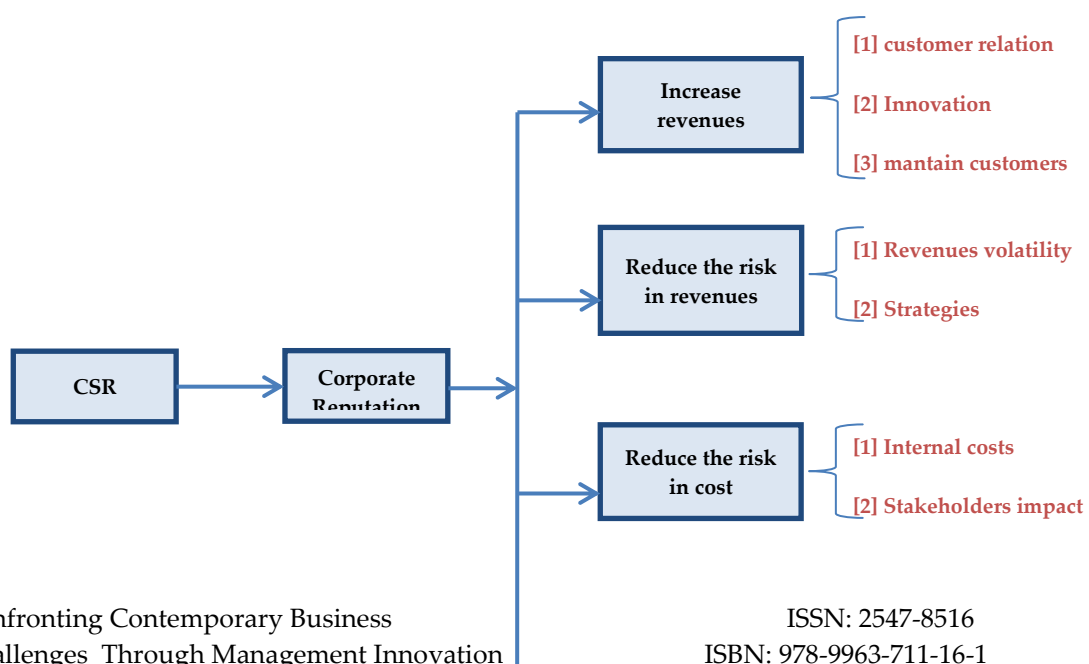 [1] customer relation
Increase
revenues
[2] Innovation
[3] mantain customers
Reduce the risk
in revenues
[1] Revenues volatility
[2] Strategies
CSR
Corporate
Reputation
Reduce the risk
in cost
[1] Internal costs
[2] Stakeholders impact
nfronting Contemporary Business
allenges Through Management Innovation
ISSN: 2547-8516
ISBN: 978-9963-711-16-1